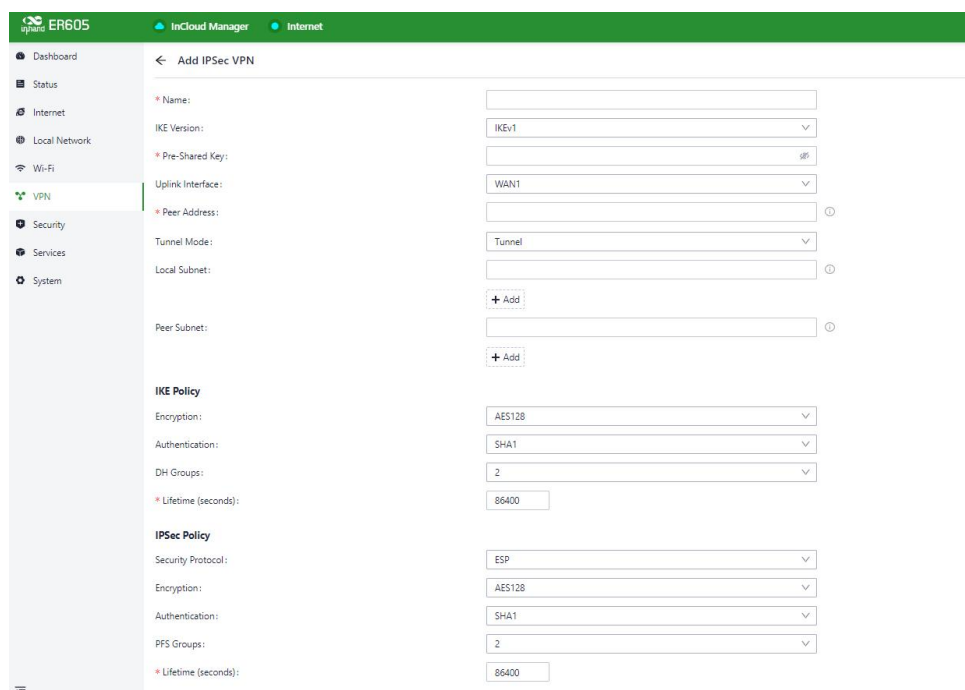 inhand ER605 InCloud Manager Internet
Dashboard
Status
Internet
Local Network
Wi-Fi
VPN
Security
Services
System
Add IPSec VPN
* Name:
IKE Version: IKEv1
* Pre-Shared Key:
Uplink Interface: WAN1
* Peer Address:
Tunnel Mode: Tunnel
Local Subnet:
+ Add
Peer Subnet:
+ Add
IKE Policy
Encryption: AES128
Authentication: SHA1
DH Groups: 2
* Lifetime (seconds): 86400
IPSec Policy
Security Protocol: ESP
Encryption: AES128
Authentication: SHA1
PFS Groups: 2
* Lifetime (seconds): 86400